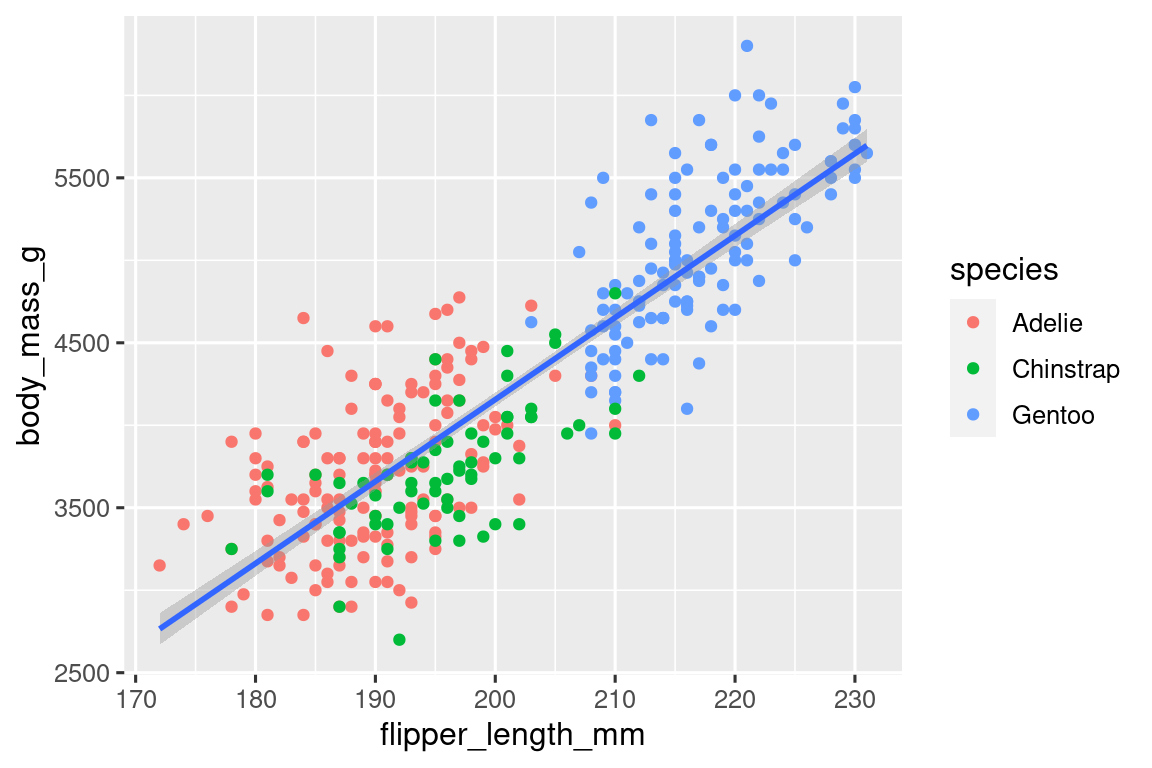 body_mass_g
5500
4500
3500
2500
170 180 190 200 210 220 230
flipper_length_mm
species
Adelie
Chinstrap
Gentoo